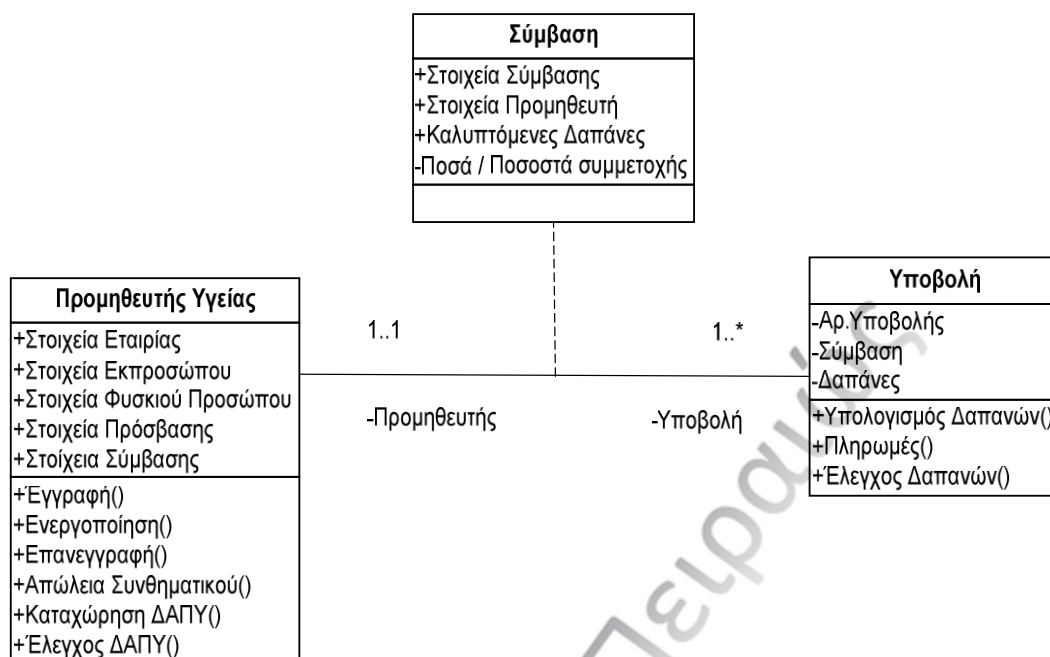 Σύμβαση
+Στοιχεία Σύμβασης
+Στοιχεία Προμηθευτή
+Καλυπτόμενες Δαπάνες
-Ποσά / Ποσοστά συμμετοχής
Προμηθευτής Υγείας
+Στοιχεία Εταιρίας
+Στοιχεία Εκπροσώπου
+Στοιχεία Φυσκιού Προσώπου
+Στοιχεία Πρόσβασης
+Στοίχεια Σύμβασης
+Έγγραφή()
+Ενεργοποίηση()
+Επανεγγραφή()
+Απώλεια Συνθηματικού()
+Καταχώρηση ΔΑΠΥ()
+Έλεγχος ΔΑΠΥ()
1..1
1..*
-Προμηθευτής
-Υποβολή
Υποβολή
-Αρ.Υποβολής
-Σύμβαση
-Δαπάνες
+Υπολογισμός Δαπανών()
+Πληρωμές()
+Έλεγχος Δαπανών()
Πειραιώς